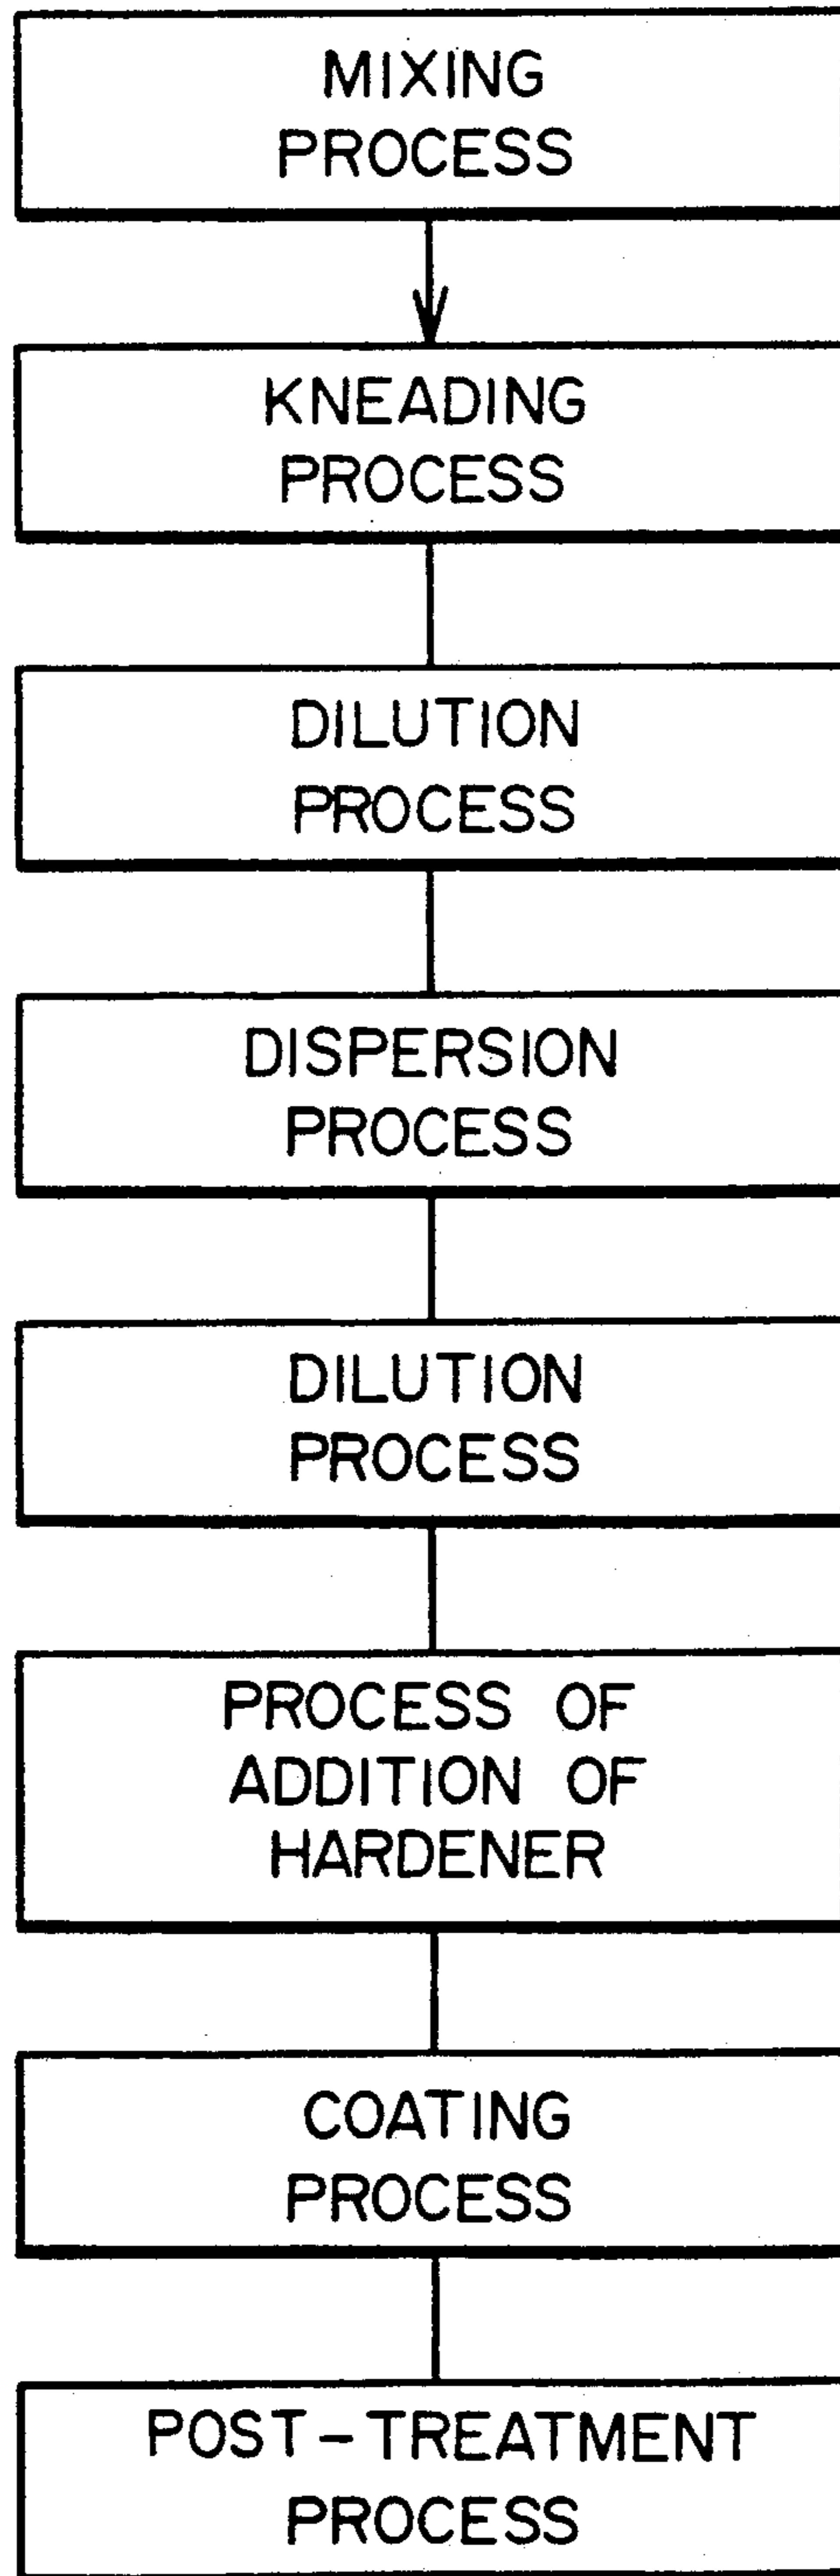 MIXING
PROCESS
KNEADING
PROCESS
DILUTION
PROCESS
DISPERSION
PROCESS
DILUTION
PROCESS
PROCESS OF
ADDITION OF
HARDENER
COATING
PROCESS
POST-TREATMENT
PROCESS